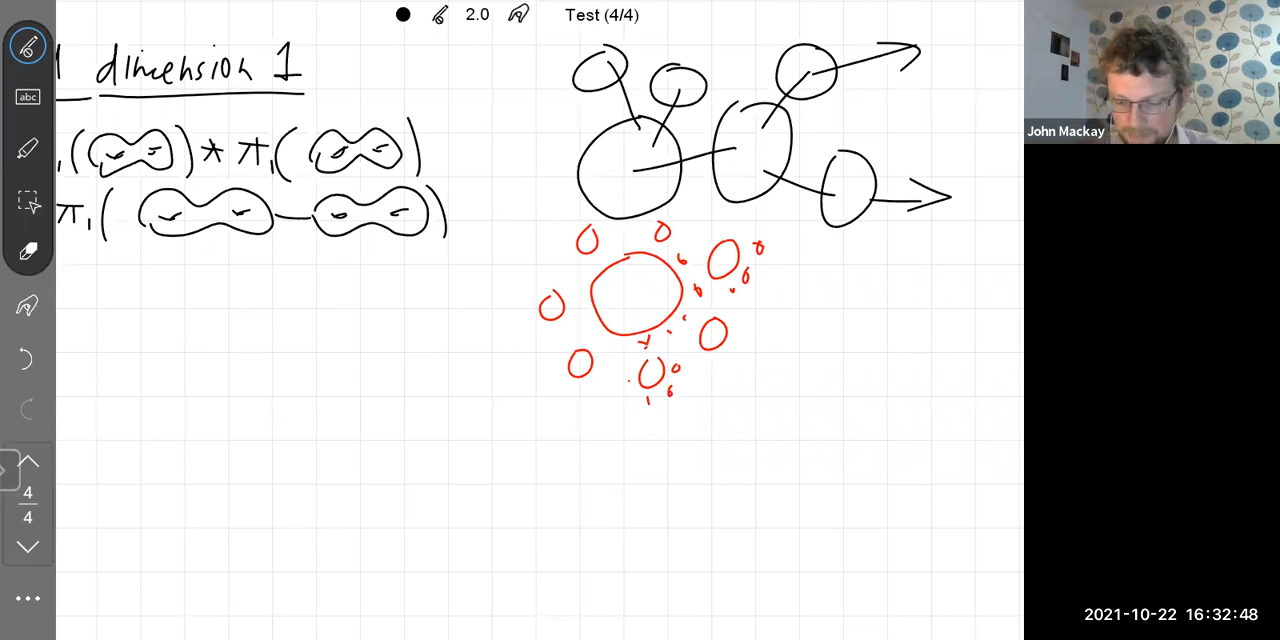 2.0
Test (4/4)
dimension 1
π₁( ) * π₁( )
π₁( )
abc
John Mackay
4
4
2021-10-22 16:32:48